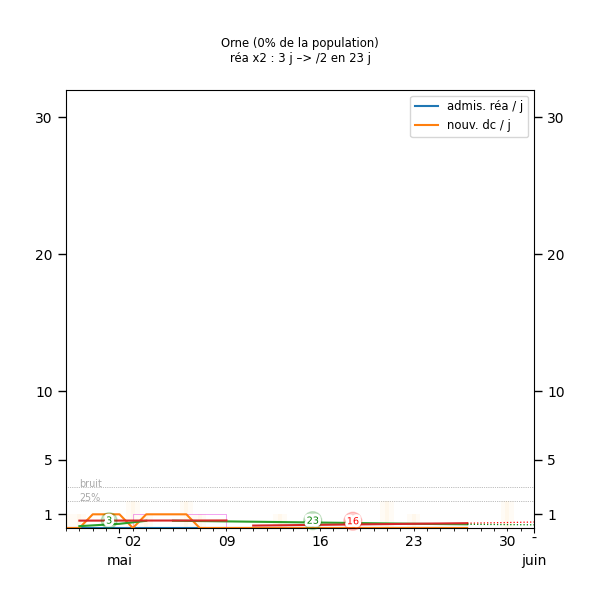 Orne (0% de la population)
réa x2 : 3 j –> /2 en 23 j
admis. réa / j
nouv. dc / j
30 30
20 20
10 10
5 5
bruit
25%
1 3 23 16 1
- 02 09 16 23 30 -
mai juin